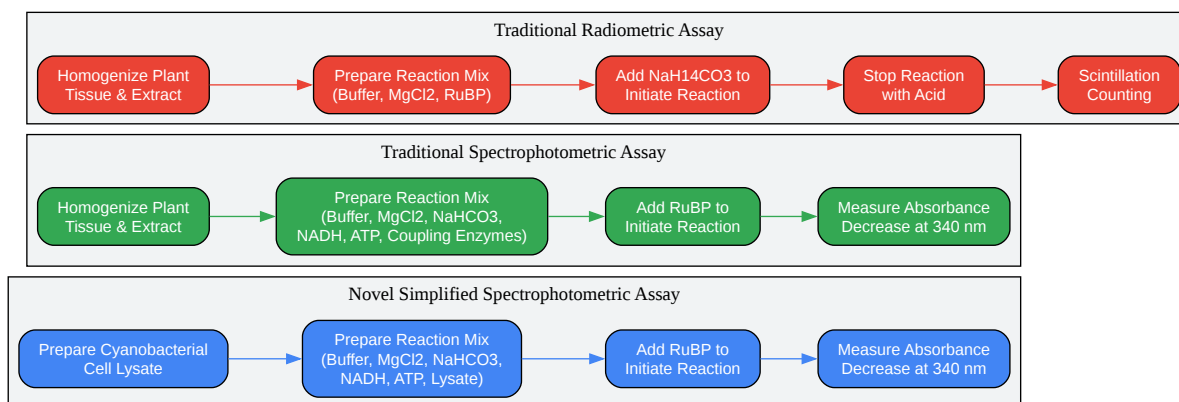 Traditional Radiometric Assay
Homogenize Plant
Tissue & Extract
Prepare Reaction Mix
(Buffer, MgCl2, RuBP)
Add NaH14CO3 to
Initiate Reaction
Stop Reaction
with Acid
Scintillation
Counting
Traditional Spectrophotometric Assay
Homogenize Plant
Tissue & Extract
Prepare Reaction Mix
(Buffer, MgCl2, NaHCO3,
NADH, ATP, Coupling Enzymes)
Add RuBP to
Initiate Reaction
Measure Absorbance
Decrease at 340 nm
Novel Simplified Spectrophotometric Assay
Prepare Cyanobacterial
Cell Lysate
Prepare Reaction Mix
(Buffer, MgCl2, NaHCO3,
NADH, ATP, Lysate)
Add RuBP to
Initiate Reaction
Measure Absorbance
Decrease at 340 nm